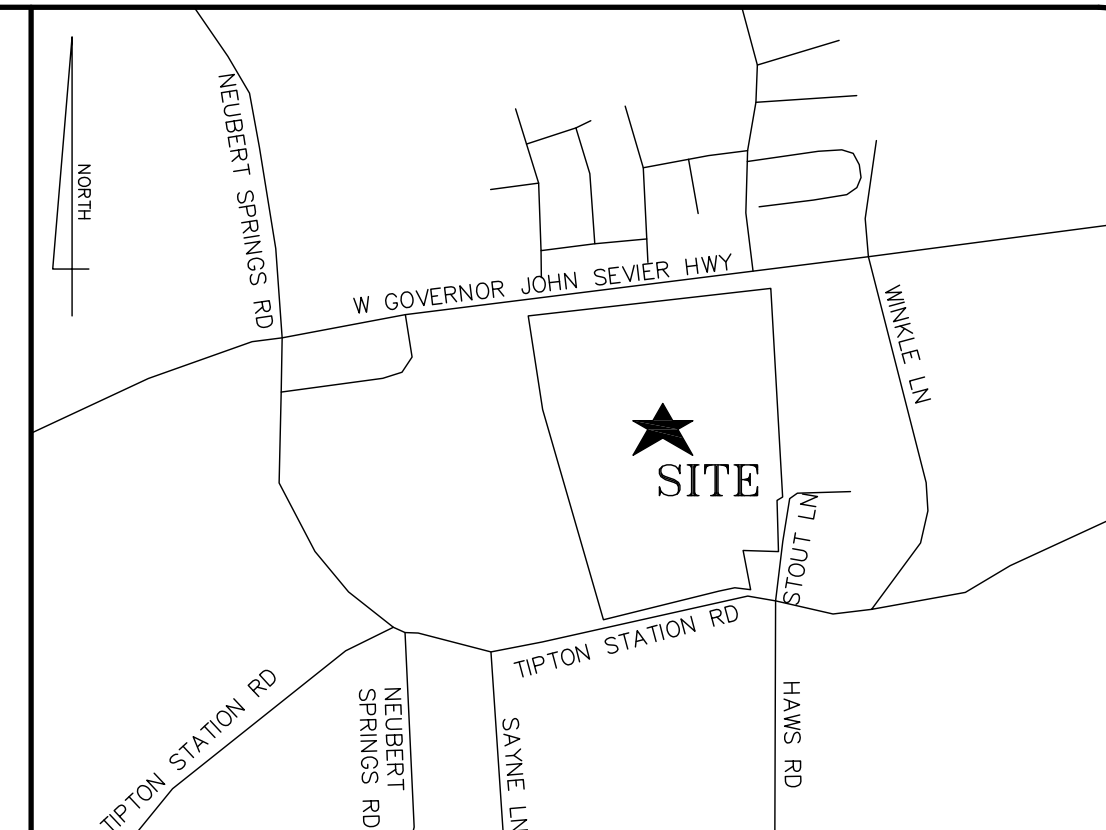 NEUBERT SPRINGS RD
NORTH
W GOVERNOR JOHN SEVIER HWY
WINKLE LN
SITE
STOUT LN
TIPTON STATION RD
TIPTON STATION RD
NEUBERT
SPRINGS RD
SAYNE LN
HAWS RD